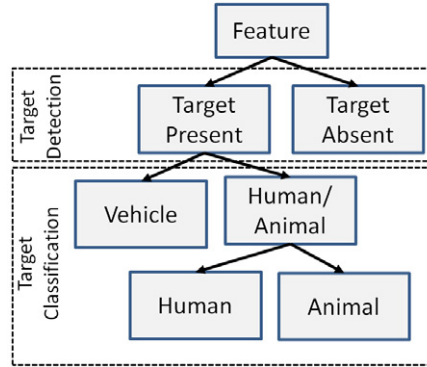 Feature
Target
Detection
Target
Present
Target
Absent
Target
Classification
Vehicle
Human/
Animal
Human
Animal